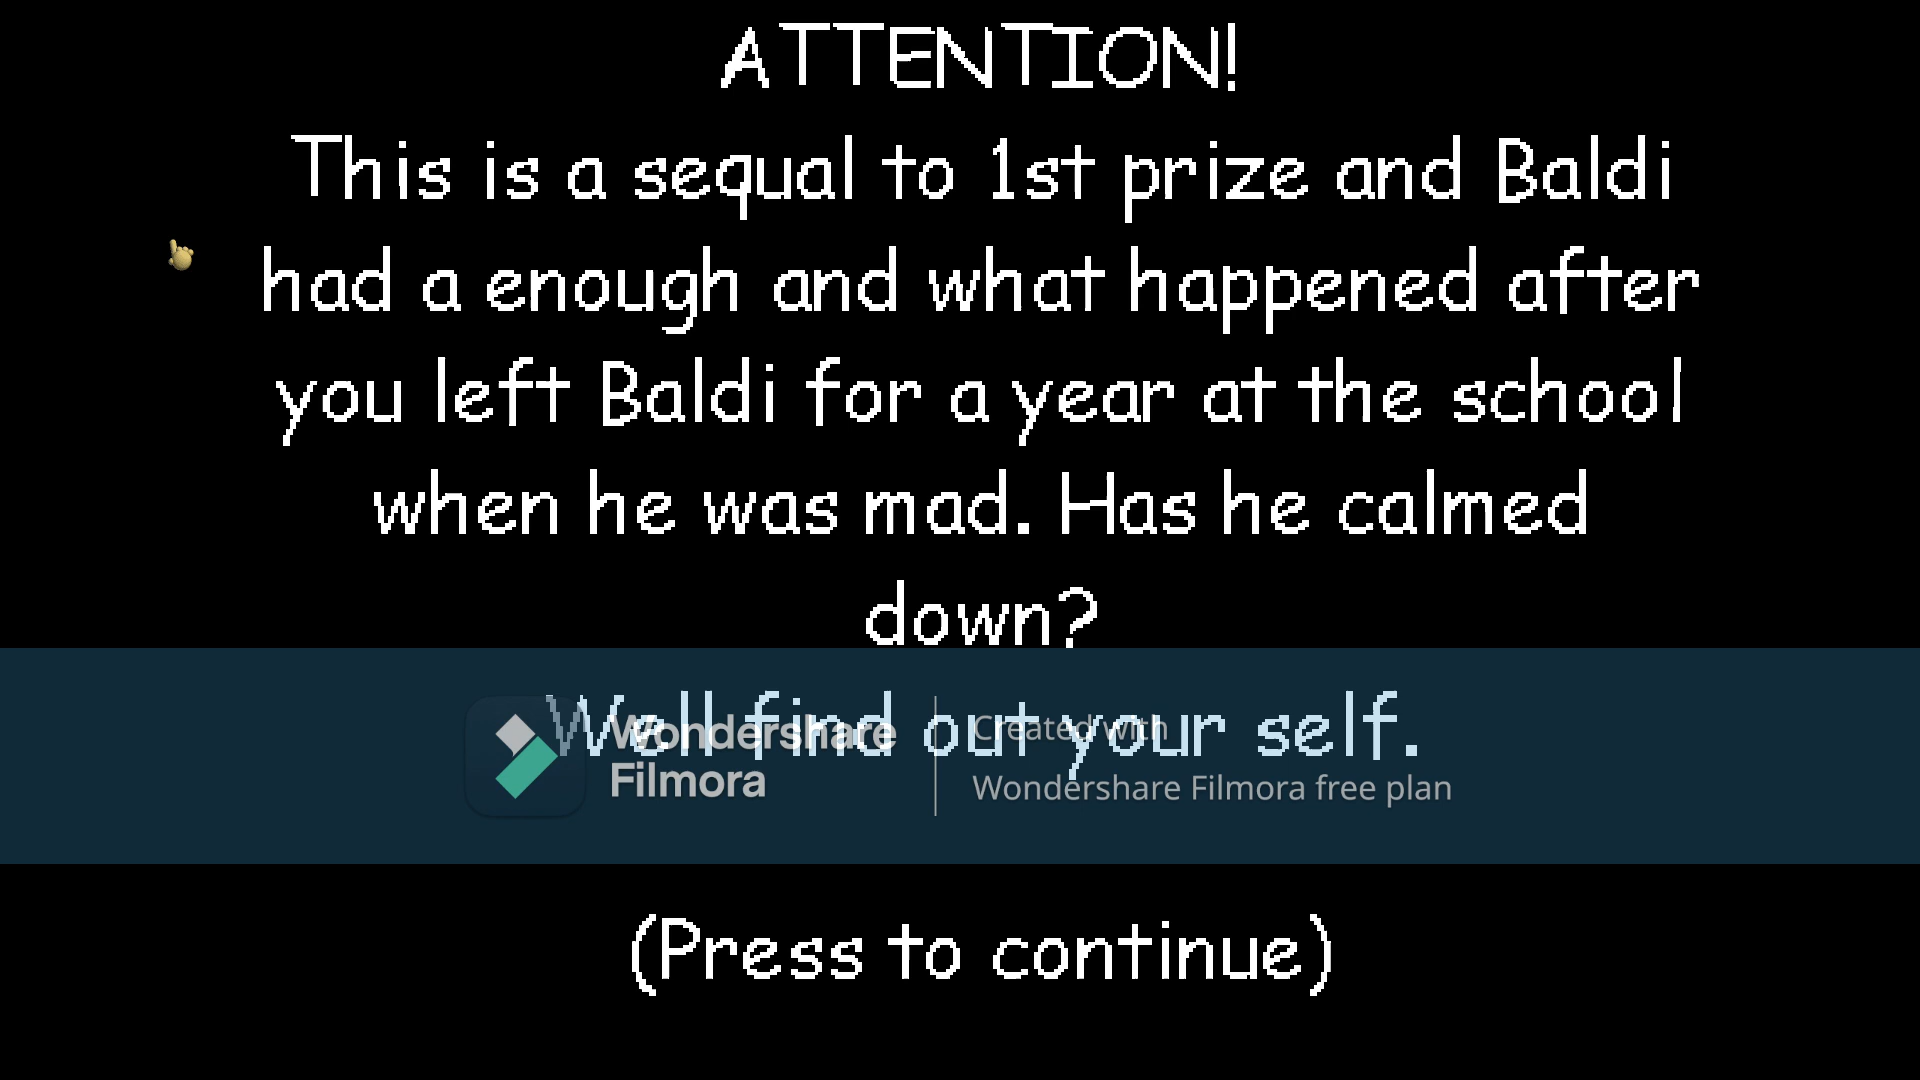 ATTENTION!
This is a sequal to 1st prize and Baldi
had a enough and what happened after
you left Baldi for a year at the school
when he was mad. Has he calmed
down?
Well find out your self.
Wondershare
Filmora
Created with
Wondershare Filmora free plan
(Press to continue)